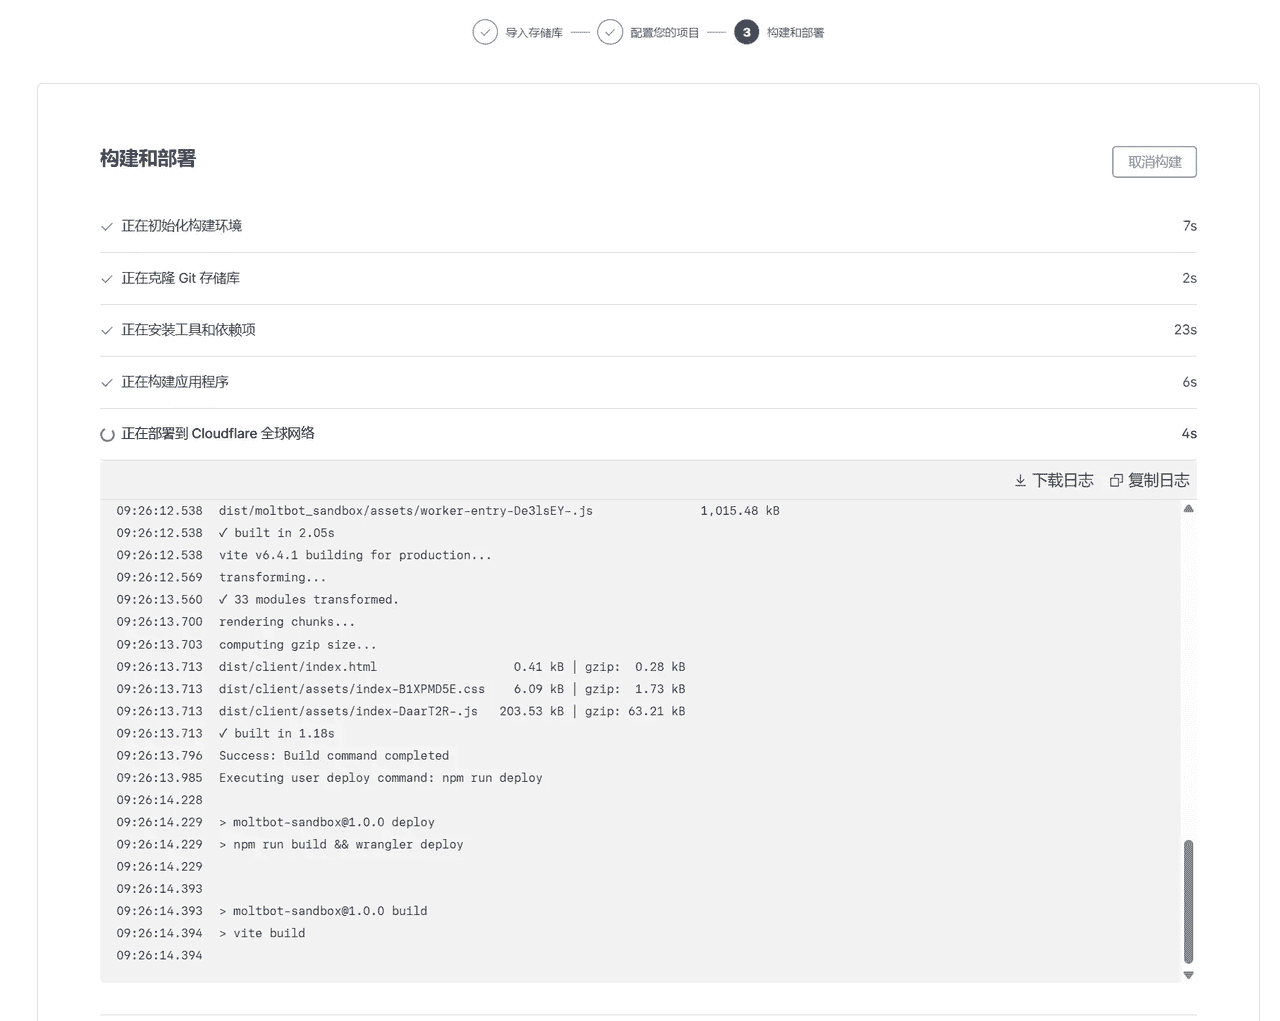 导入存储库 配置您的项目 3 构建和部署
构建和部署 取消构建
正在初始化构建环境 7s
正在克隆 Git 存储库 2s
正在安装工具和依赖项 23s
正在构建应用程序 6s
正在部署到 Cloudflare 全球网络 4s
下载日志 复制日志
09:26:12.538 dist/moltbot_sandbox/assets/worker-entry-De3lsEY-.js 1,015.48 kB
09:26:12.538 ✓ built in 2.05s
09:26:12.538 vite v6.4.1 building for production...
09:26:12.569 transforming...
09:26:13.560 ✓ 33 modules transformed.
09:26:13.700 rendering chunks...
09:26:13.703 computing gzip size...
09:26:13.713 dist/client/index.html 0.41 kB | gzip: 0.28 kB
09:26:13.713 dist/client/assets/index-B1XPMD5E.css 6.09 kB | gzip: 1.73 kB
09:26:13.713 dist/client/assets/index-DaarT2R-.js 203.53 kB | gzip: 63.21 kB
09:26:13.713 ✓ built in 1.18s
09:26:13.796 Success: Build command completed
09:26:13.985 Executing user deploy command: npm run deploy
09:26:14.228
09:26:14.229 > moltbot-sandbox@1.0.0 deploy
09:26:14.229 > npm run build && wrangler deploy
09:26:14.229
09:26:14.393
09:26:14.393 > moltbot-sandbox@1.0.0 build
09:26:14.394 > vite build
09:26:14.394